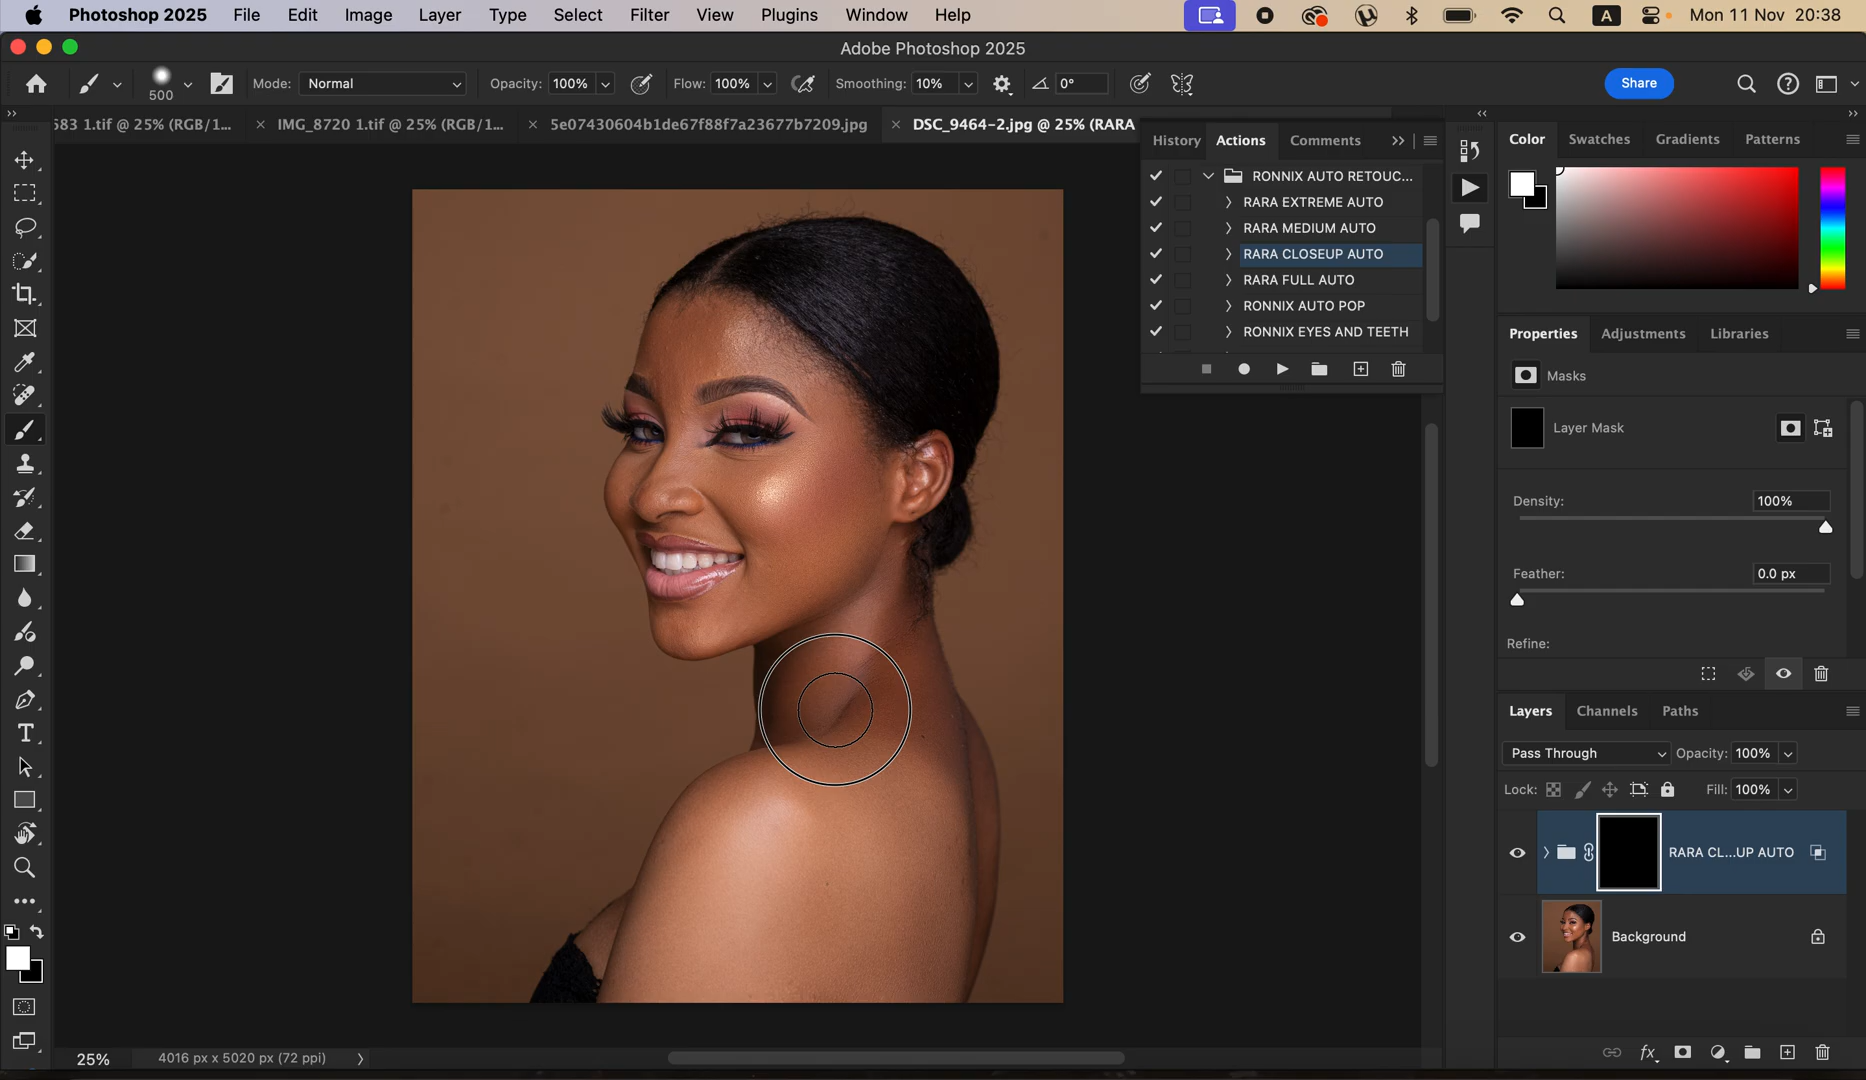 Photoshop 2025 File Edit Image Layer Type Select Filter View Plugins Window Help A Mon 11 Nov 20:38
Adobe Photoshop 2025
500 Mode: Normal Opacity: 100% Flow: 100% Smoothing: 10% 0° Share
583 1.tif @ 25% (RGB/1... IMG_8720 1.tif @ 25% (RGB/1... 5e07430604b1de67f88f7a23677b7209.jpg DSC_9464-2.jpg @ 25% (RARA
History Actions Comments
RONNIX AUTO RETOUC...
RARA EXTREME AUTO
RARA MEDIUM AUTO
RARA CLOSEUP AUTO
RARA FULL AUTO
RONNIX AUTO POP
RONNIX EYES AND TEETH
Color Swatches Gradients Patterns
Properties Adjustments Libraries
Masks
Layer Mask
Density: 100%
Feather: 0.0 px
Refine:
Layers Channels Paths
Pass Through Opacity: 100%
Lock: Fill: 100%
RARA CL...UP AUTO
Background
25% 4016 px x 5020 px (72 ppi)